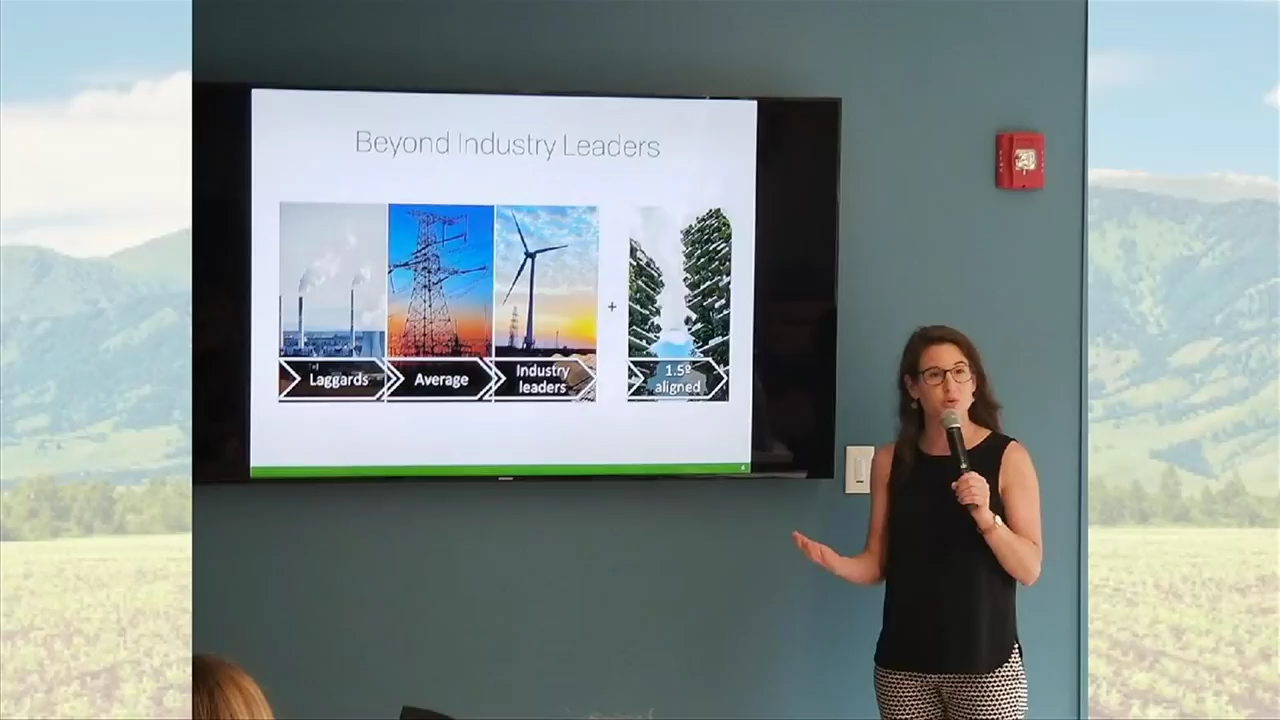 Beyond Industry Leaders
Laggards
Average
Industry
leaders
+
1.5º
aligned